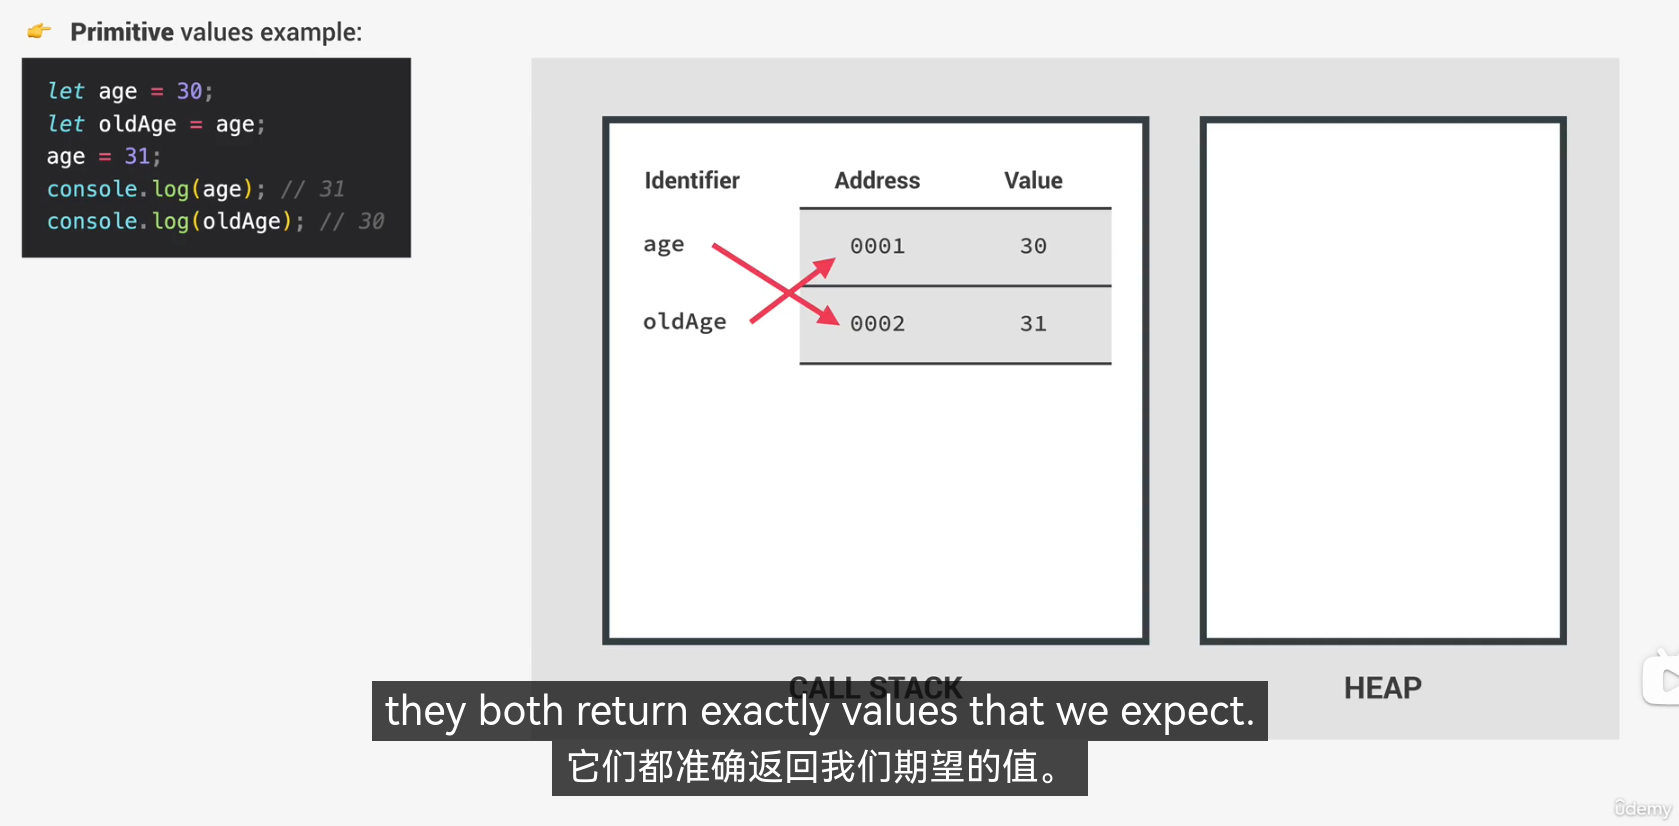 👉 Primitive values example:
let age = 30;
let oldAge = age;
age = 31;
console.log(age); // 31
console.log(oldAge); // 30
Identifier Address Value
age 0001 30
oldAge 0002 31
CALL STACK
HEAP
they both return exactly values that we expect.
它们都准确返回我们期望的值。
ûdemy